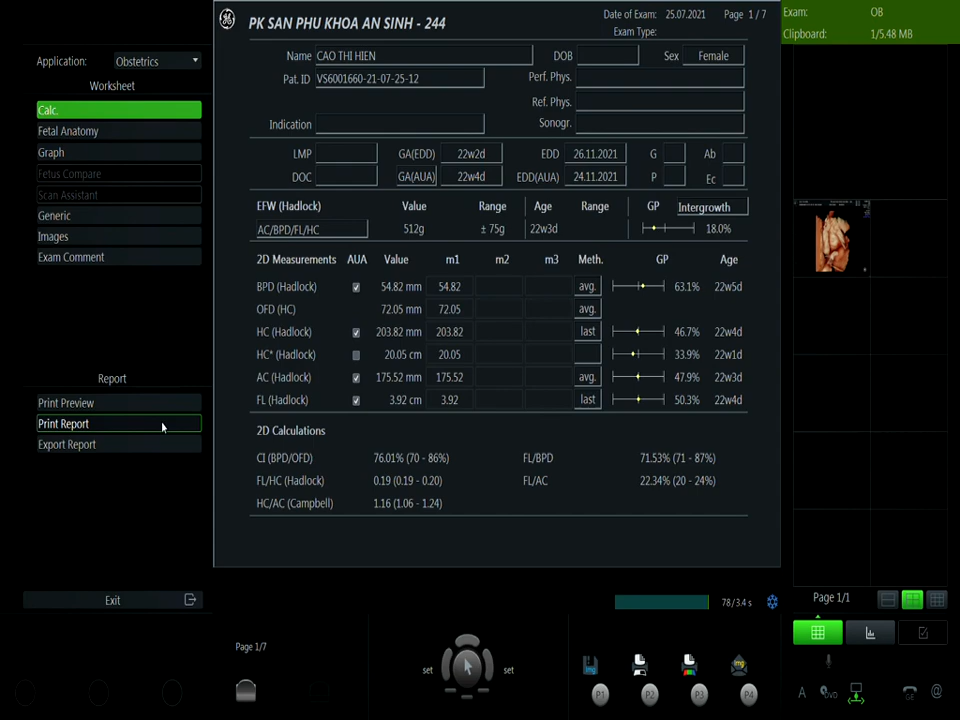 PK SAN PHU KHOA AN SINH - 244
Date of Exam: 25.07.2021 Page 1 / 7
Exam Type:
Exam: OB
Clipboard: 1/5.48 MB
Application: Obstetrics
Worksheet
Calc.
Fetal Anatomy
Graph
Fetus Compare
Scan Assistant
Generic
Images
Exam Comment
Report
Print Preview
Print Report
Export Report
Exit
Name CAO THI HIEN DOB Sex Female
Pat. ID VS6001660-21-07-25-12 Perf. Phys.
Ref. Phys.
Indication Sonogr.
LMP GA(EDD) 22w2d EDD 26.11.2021 G Ab
DOC GA(AUA) 22w4d EDD(AUA) 24.11.2021 P Ec
EFW (Hadlock) Value Range Age Range GP Intergrowth
AC/BPD/FL/HC 512g ± 75g 22w3d 18.0%
2D Measurements AUA Value m1 m2 m3 Meth. GP Age
BPD (Hadlock) 54.82 mm 54.82 avg. 63.1% 22w5d
OFD (HC) 72.05 mm 72.05 avg.
HC (Hadlock) 203.82 mm 203.82 last 46.7% 22w4d
HC* (Hadlock) 20.05 cm 20.05 33.9% 22w1d
AC (Hadlock) 175.52 mm 175.52 avg. 47.9% 22w3d
FL (Hadlock) 3.92 cm 3.92 last 50.3% 22w4d
2D Calculations
CI (BPD/OFD) 76.01% (70 - 86%) FL/BPD 71.53% (71 - 87%)
FL/HC (Hadlock) 0.19 (0.19 - 0.20) FL/AC 22.34% (20 - 24%)
HC/AC (Campbell) 1.16 (1.06 - 1.24)
78/3.4 s
Page 1/1
Page 1/7
set set
P1 P2 P3 P4
A DVD @